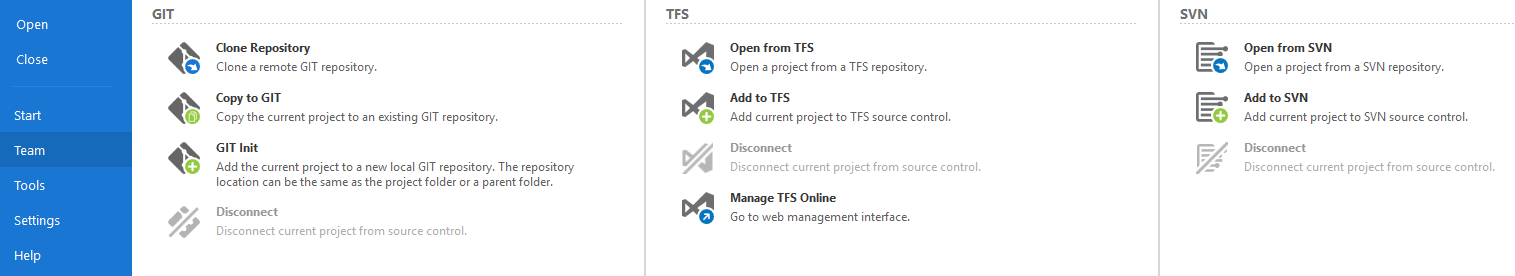 Open
Close
Start
Team
Tools
Settings
Help
GIT
Clone Repository
Clone a remote GIT repository.
Copy to GIT
Copy the current project to an existing GIT repository.
GIT Init
Add the current project to a new local GIT repository. The repository
location can be the same as the project folder or a parent folder.
Disconnect
Disconnect current project from source control.
TFS
Open from TFS
Open a project from a TFS repository.
Add to TFS
Add current project to TFS source control.
Disconnect
Disconnect current project from source control.
Manage TFS Online
Go to web management interface.
SVN
Open from SVN
Open a project from a SVN repository.
Add to SVN
Add current project to SVN source control.
Disconnect
Disconnect current project from source control.